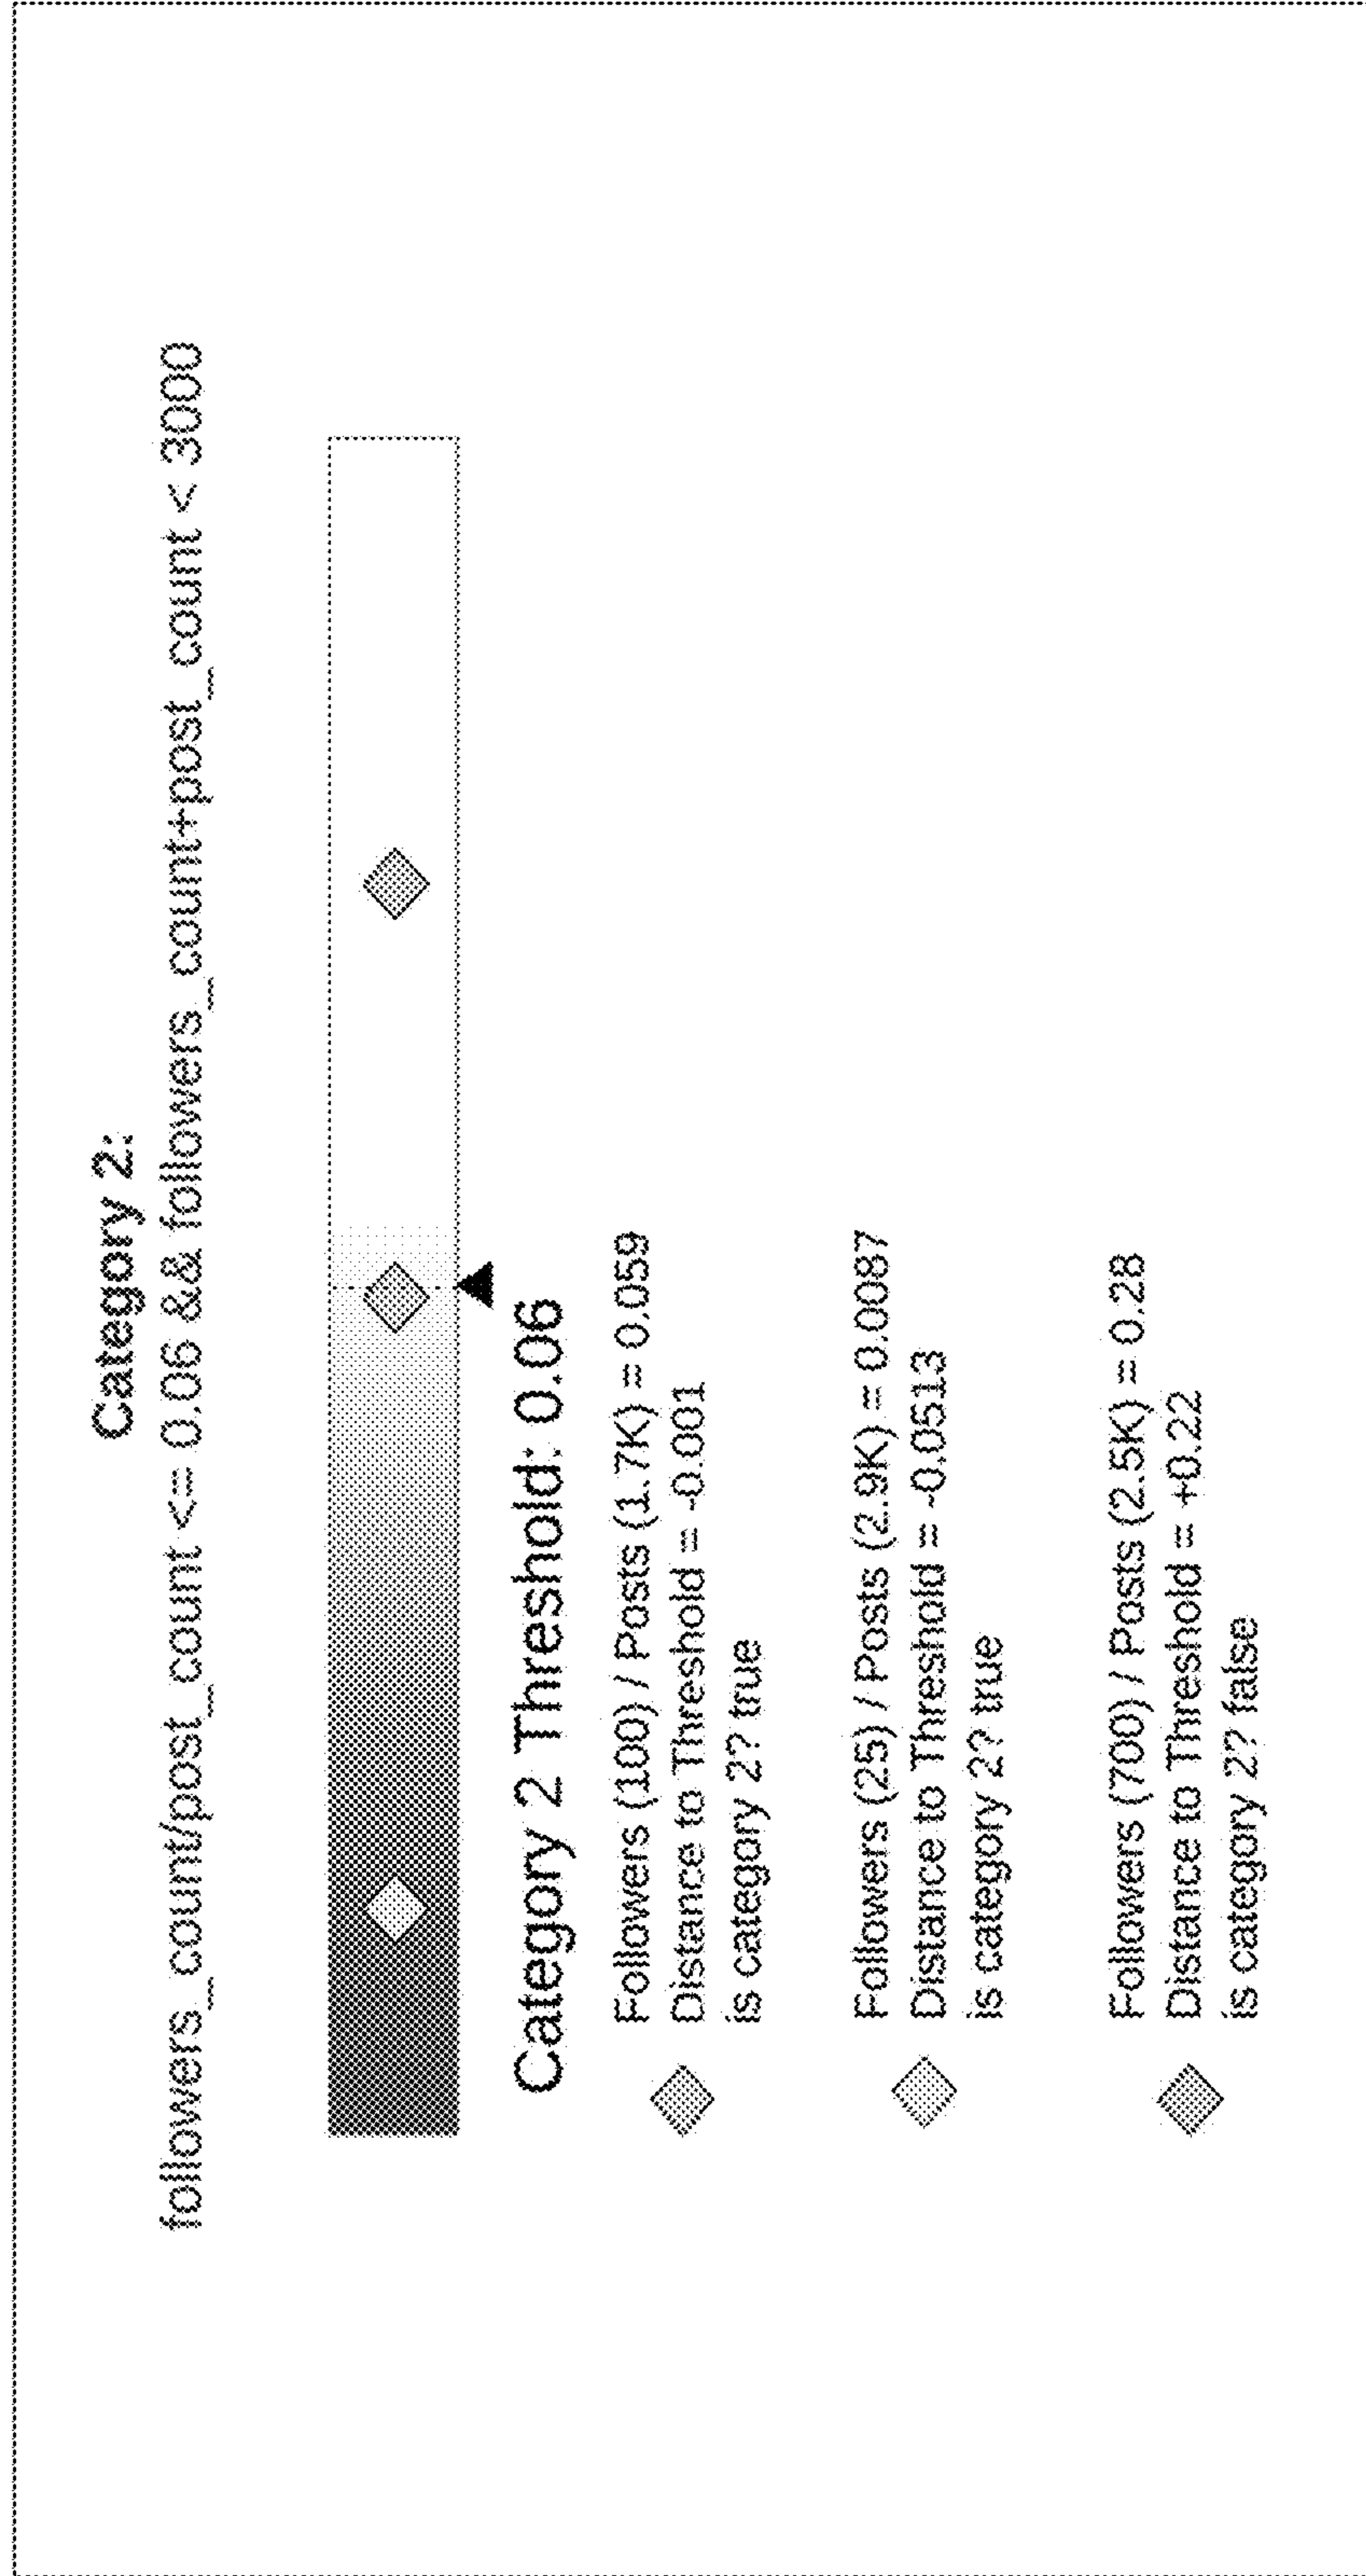 Category 2:
followers_count/post_count <= 0.06 && followers_count+post_count < 3000
Category 2 Threshold: 0.06
Followers (100) / Posts (1.7K) = 0.059
Distance to Threshold = -0.001
is category 2? true
Followers (25) / Posts (2.9K) = 0.0087
Distance to Threshold = -0.0513
is category 2? true
Followers (700) / Posts (2.5K) = 0.28
Distance to Threshold = +0.22
is category 2? false